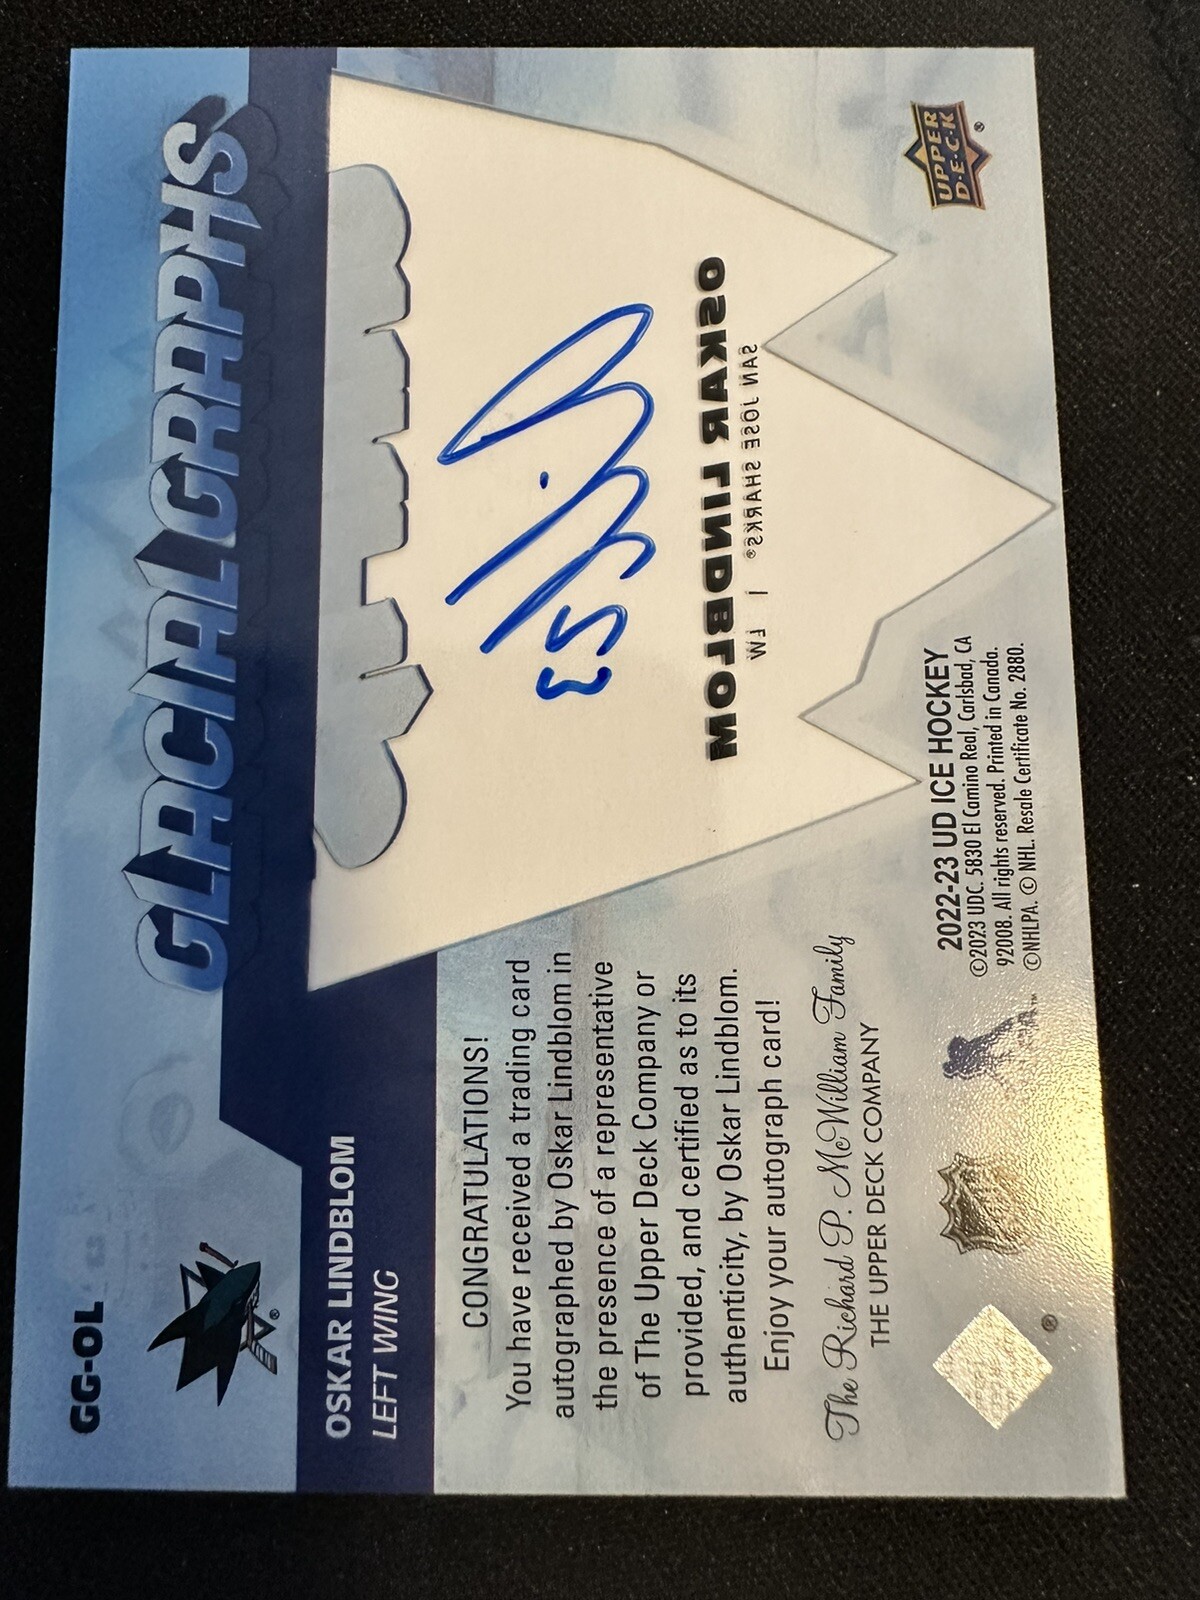 GG-OL
GLACIAL GRAPHS
OSKAR LINDBLOM
LEFT WING
CONGRATULATIONS!
You have received a trading card
autographed by Oskar Lindblom in
the presence of a representative
of The Upper Deck Company or
provided, and certified as to its
authenticity, by Oskar Lindblom.
Enjoy your autograph card!
The Richard P. McWilliam Family
THE UPPER DECK COMPANY
53
OSKAR LINDBLOM
SAN JOSE SHARKS® | LW
UPPER
D·E·C·K®
2022-23 UD ICE HOCKEY
©2023 UDC. 5830 El Camino Real, Carlsbad, CA
92008. All rights reserved. Printed in Canada.
©NHLPA. © NHL. Resale Certificate No. 2880.